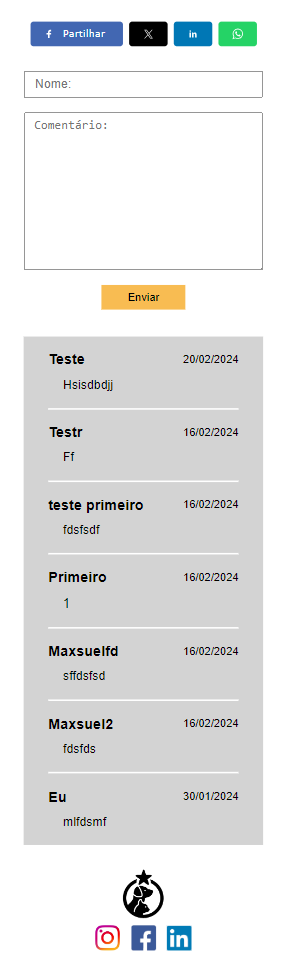 Partilhar
Nome:
Comentário:
Enviar
Teste 20/02/2024
Hsisdbdjj
Testr 16/02/2024
Ff
teste primeiro 16/02/2024
fdsfsdf
Primeiro 16/02/2024
1
Maxsuelfd 16/02/2024
sffdsfsd
Maxsuel2 16/02/2024
fdsfds
Eu 30/01/2024
mlfdsmf